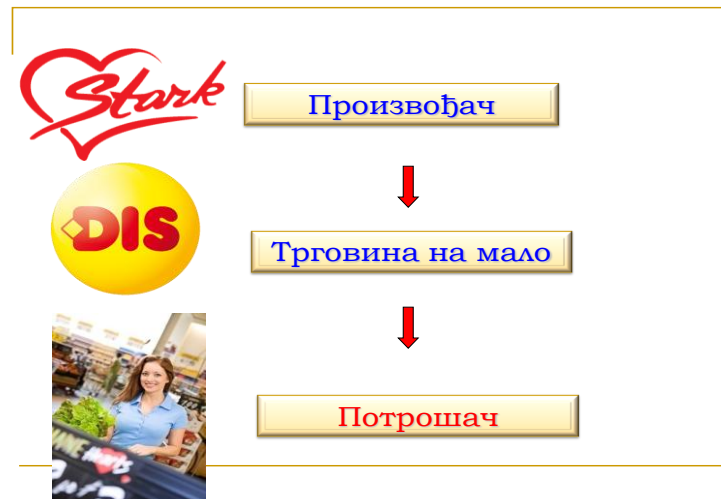 Stark
Произвођач
DIS
Трговина на мало
Потрошач